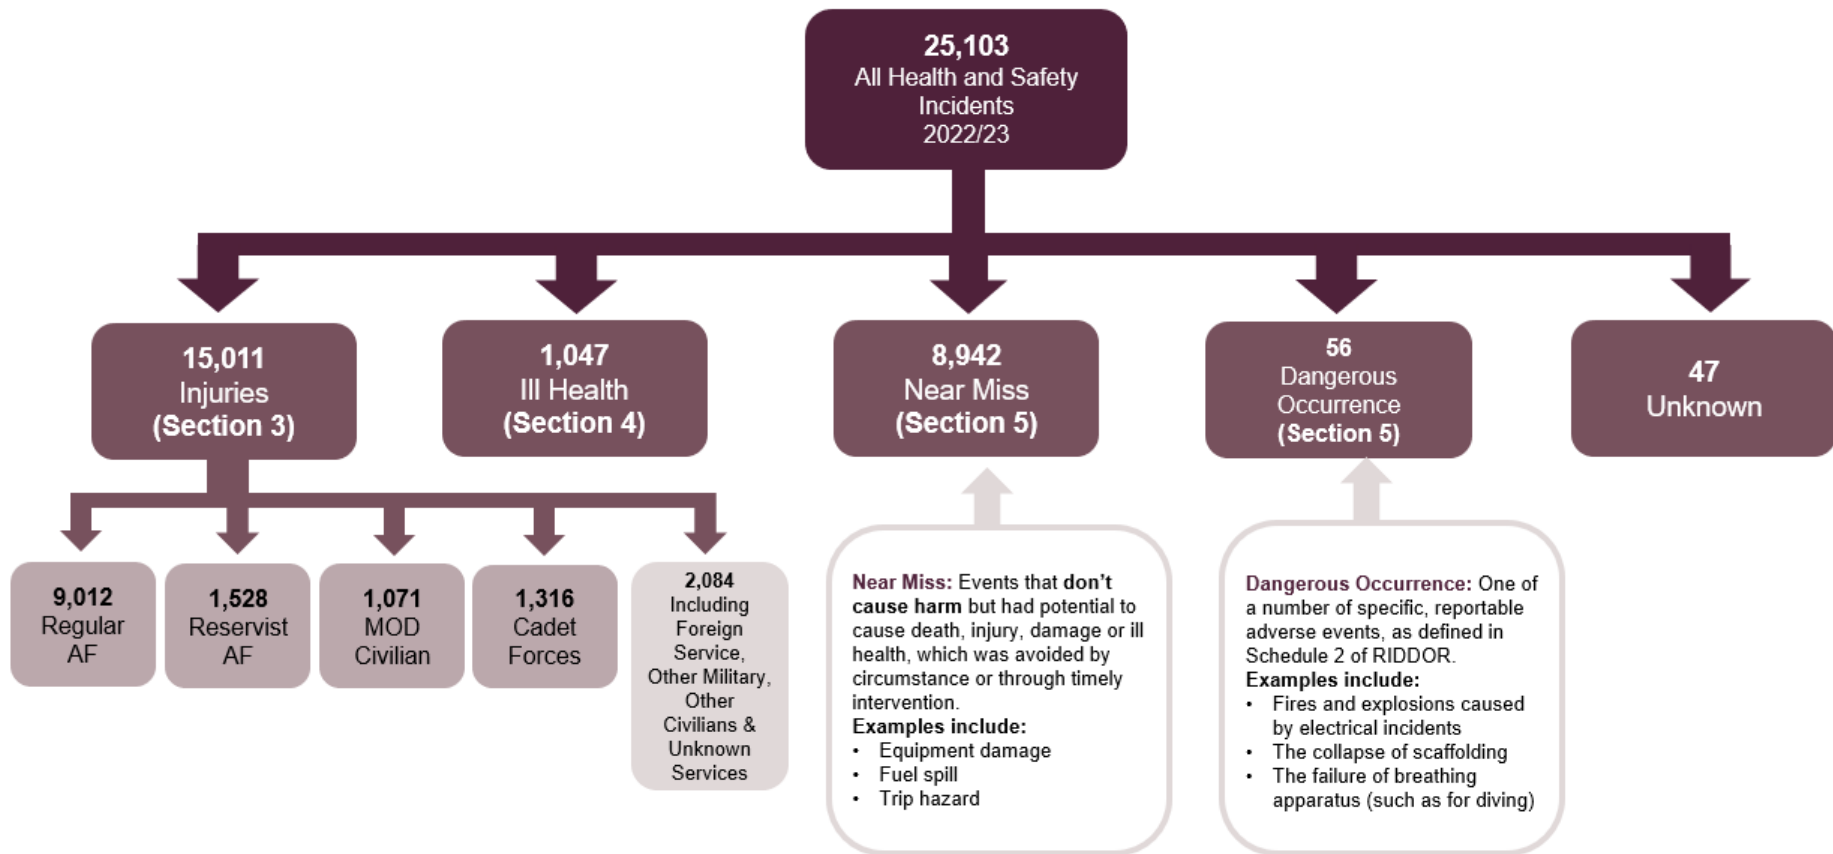 25,103
All Health and Safety
Incidents
2022/23
15,011
Injuries
(Section 3)
1,047
Ill Health
(Section 4)
8,942
Near Miss
(Section 5)
56
Dangerous
Occurrence
(Section 5)
47
Unknown
9,012
Regular
AF
1,528
Reservist
AF
1,071
MOD
Civilian
1,316
Cadet
Forces
2,084
Including
Foreign
Service,
Other Military,
Other
Civilians &
Unknown
Services
Near Miss: Events that don't
cause harm but had potential to
cause death, injury, damage or ill
health, which was avoided by
circumstance or through timely
intervention.
Examples include:
• Equipment damage
• Fuel spill
• Trip hazard
Dangerous Occurrence: One of
a number of specific, reportable
adverse events, as defined in
Schedule 2 of RIDDOR.
Examples include:
• Fires and explosions caused
by electrical incidents
• The collapse of scaffolding
• The failure of breathing
apparatus (such as for diving)